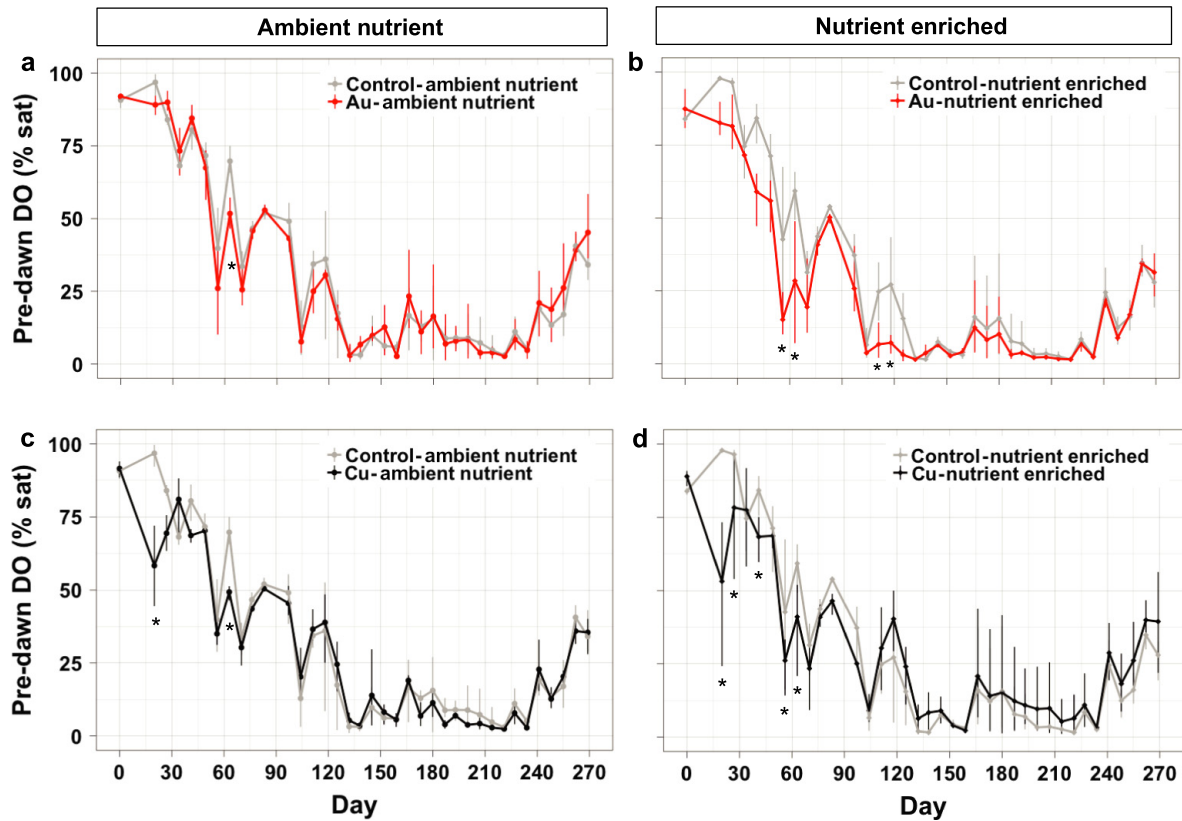 Ambient nutrient
Nutrient enriched
a
100
75
50
25
0
Pre-dawn DO (% sat)
Control-ambient nutrient
Au-ambient nutrient
*
b
Control-nutrient enriched
Au-nutrient enriched
* * * *
c
100
75
50
25
0
Pre-dawn DO (% sat)
Control-ambient nutrient
Cu-ambient nutrient
* *
0 30 60 90 120 150 180 210 240 270
Day
d
Control-nutrient enriched
Cu-nutrient enriched
* * * * *
0 30 60 90 120 150 180 210 240 270
Day